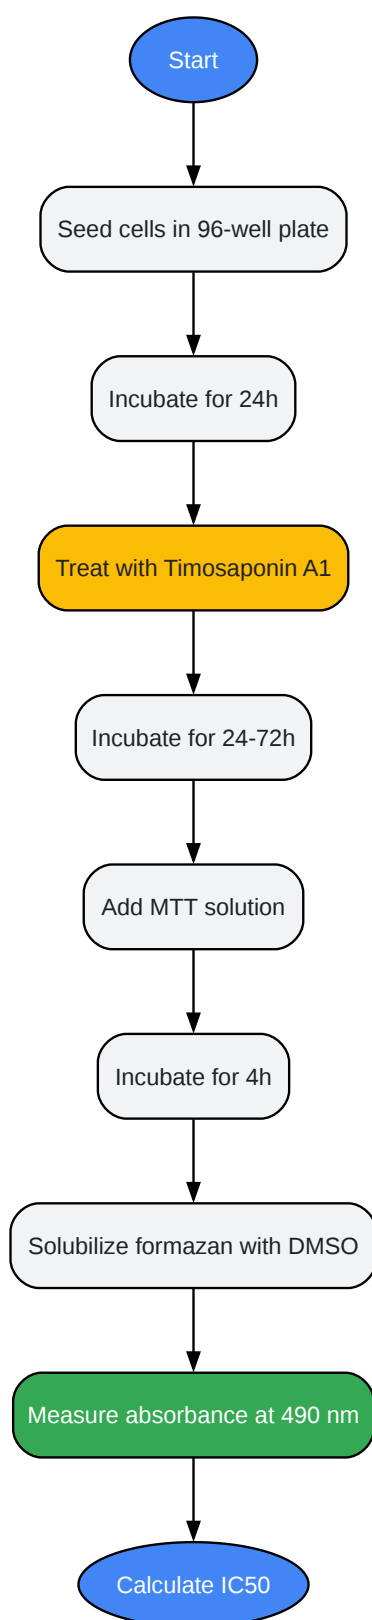 Start
Seed cells in 96-well plate
Incubate for 24h
Treat with Timosaponin A1
Incubate for 24-72h
Add MTT solution
Incubate for 4h
Solubilize formazan with DMSO
Measure absorbance at 490 nm
Calculate IC50